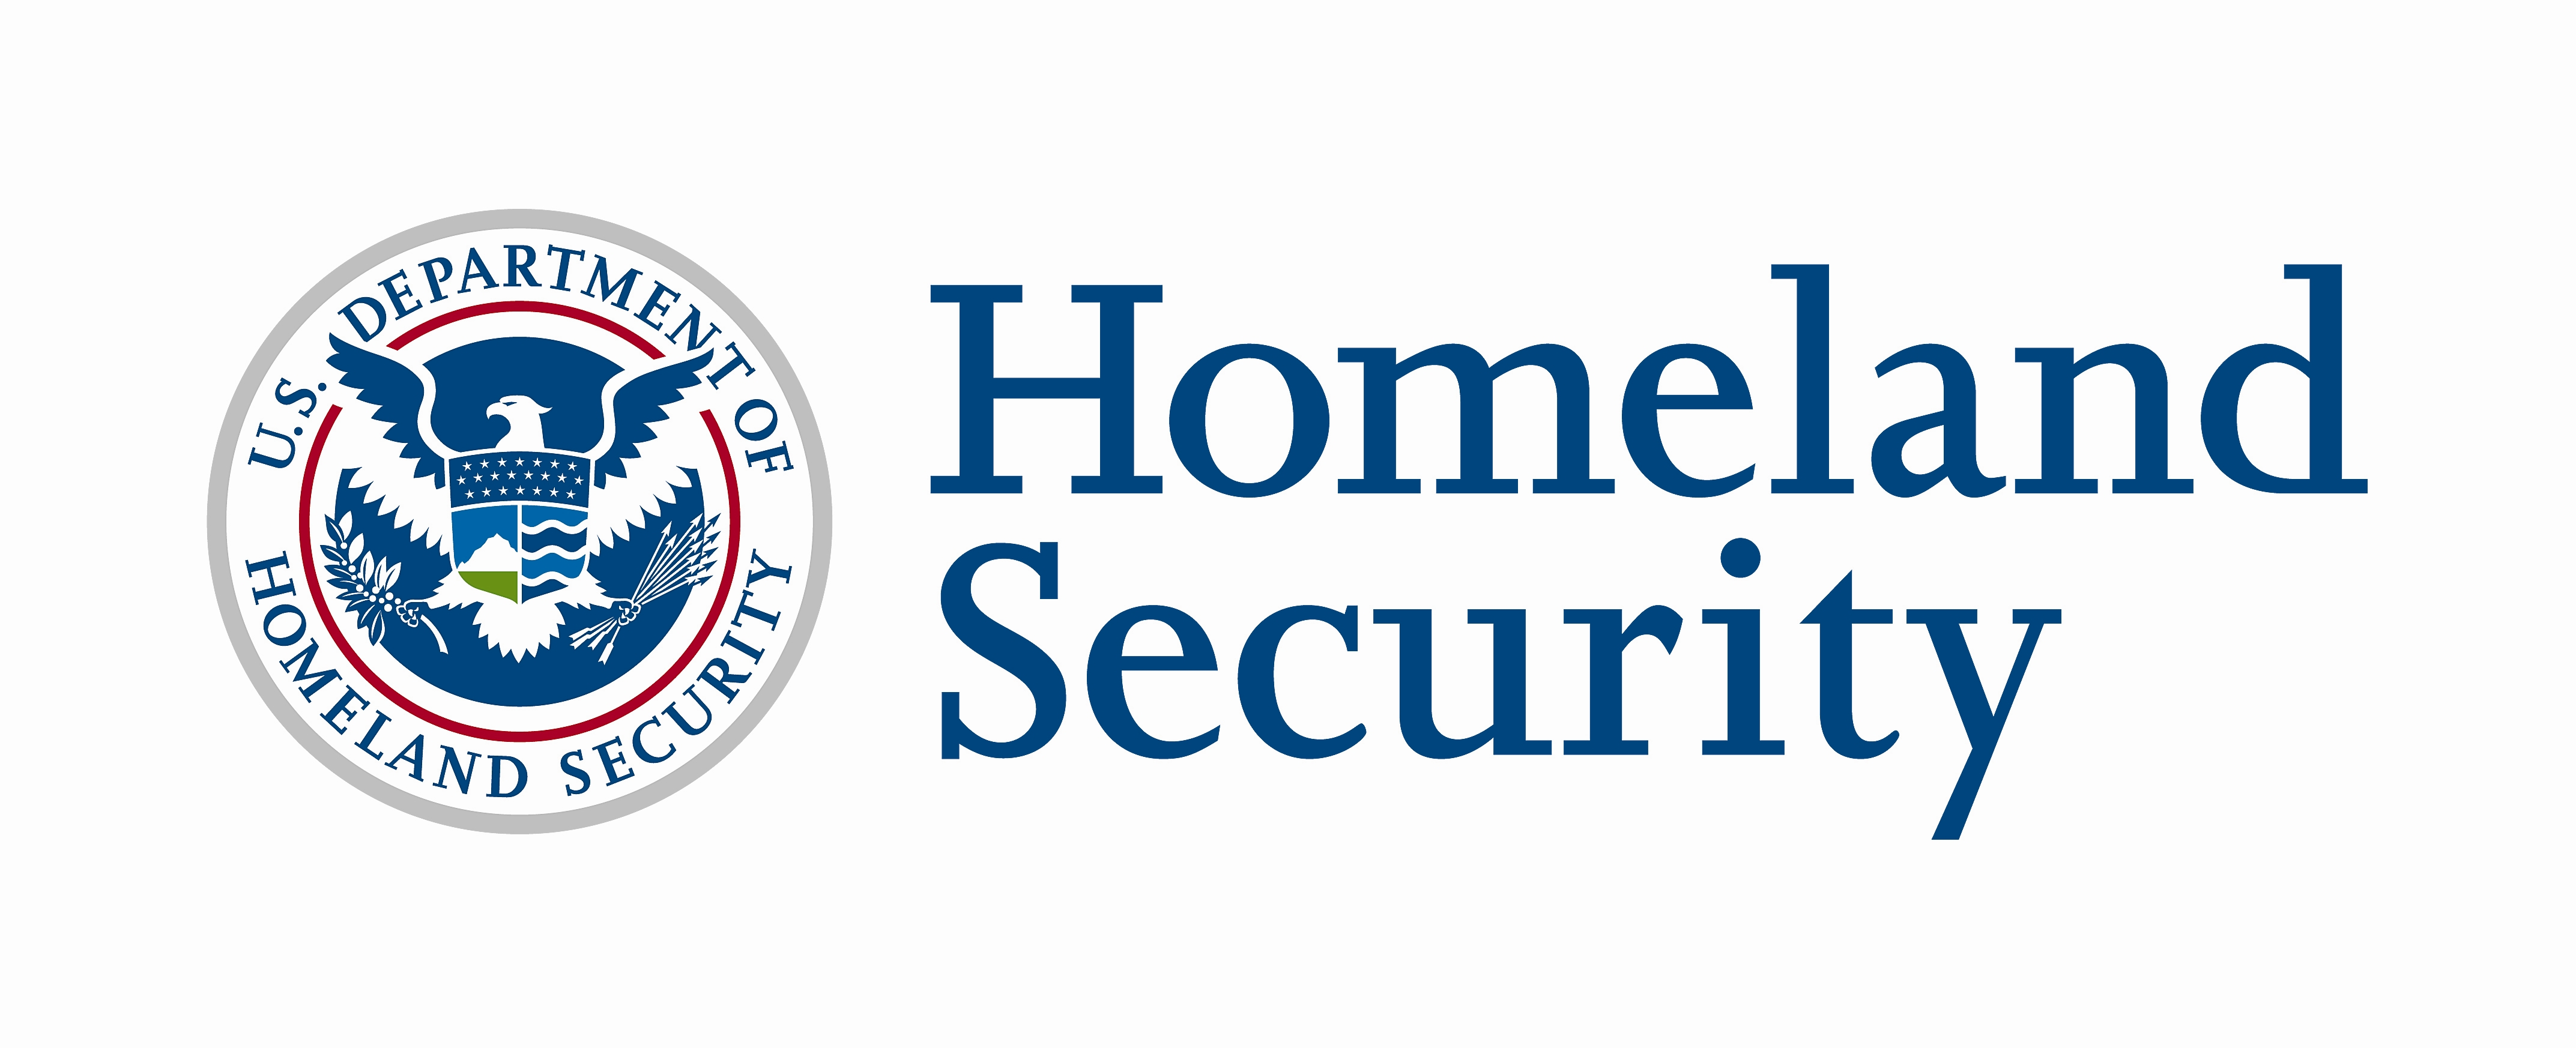 U.S. DEPARTMENT OF
HOMELAND SECURITY
Homeland
Security